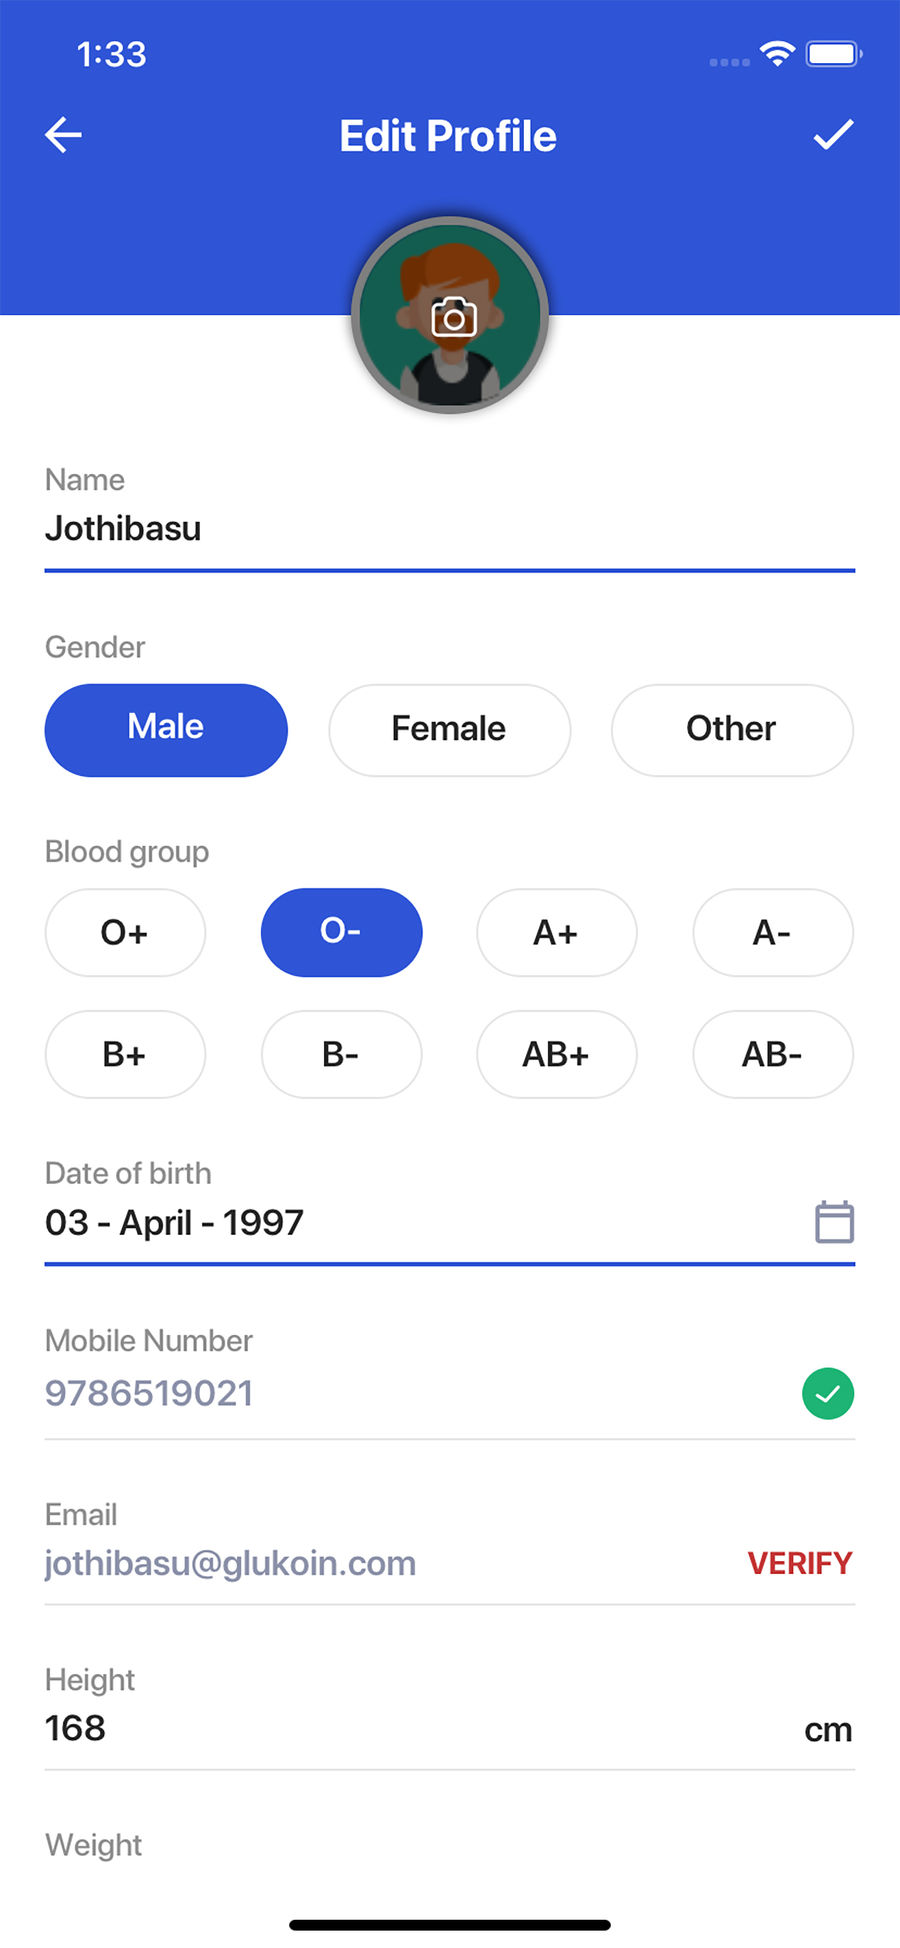 1:33
Edit Profile
Name
Jothibasu
Gender
Male Female Other
Blood group
O+ O- A+ A-
B+ B- AB+ AB-
Date of birth
03 - April - 1997
Mobile Number
9786519021
Email
jothibasu@glukoin.com VERIFY
Height
168 cm
Weight